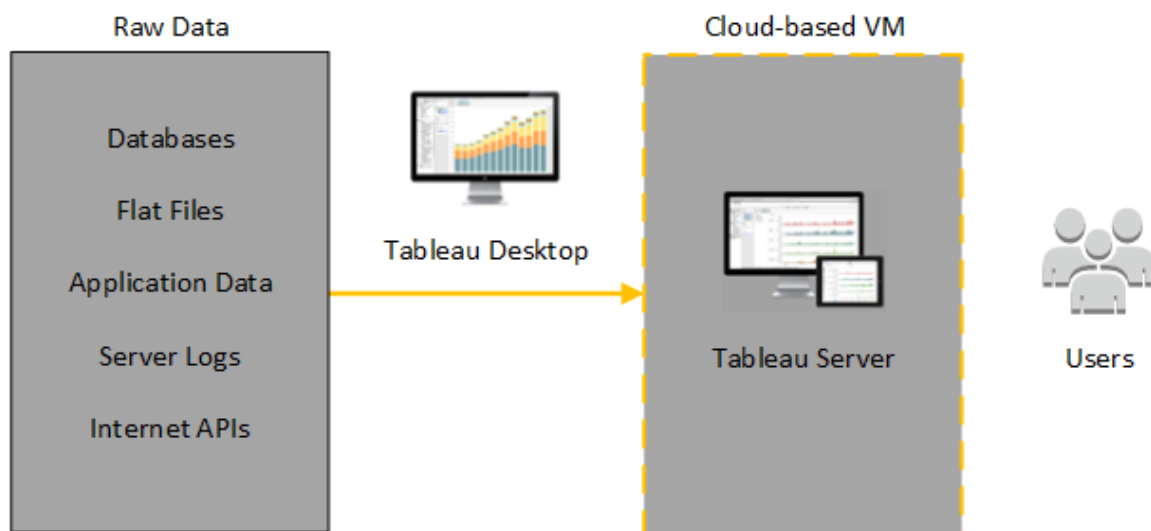 Raw Data
Databases
Flat Files
Application Data
Server Logs
Internet APIs
Tableau Desktop
Cloud-based VM
Tableau Server
Users